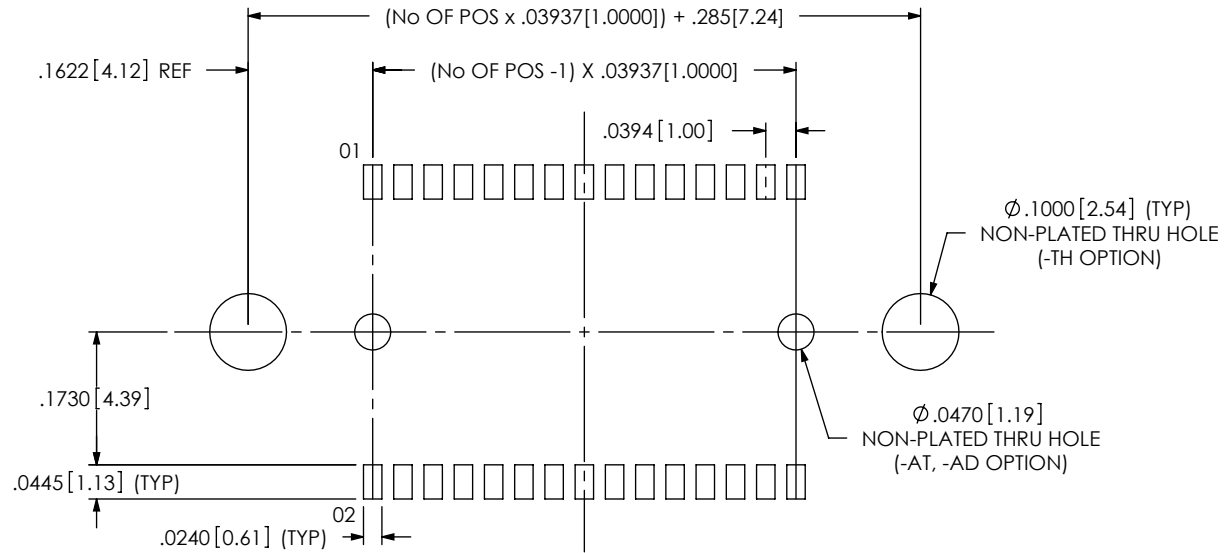 (No OF POS x .03937[1.0000]) + .285[7.24]
.1622[4.12] REF
(No OF POS -1) X .03937[1.0000]
.0394[1.00]
01
Ø.1000[2.54] (TYP)
NON-PLATED THRU HOLE
(-TH OPTION)
.1730[4.39]
Ø.0470[1.19]
NON-PLATED THRU HOLE
(-AT, -AD OPTION)
.0445[1.13] (TYP)
02
.0240[0.61] (TYP)